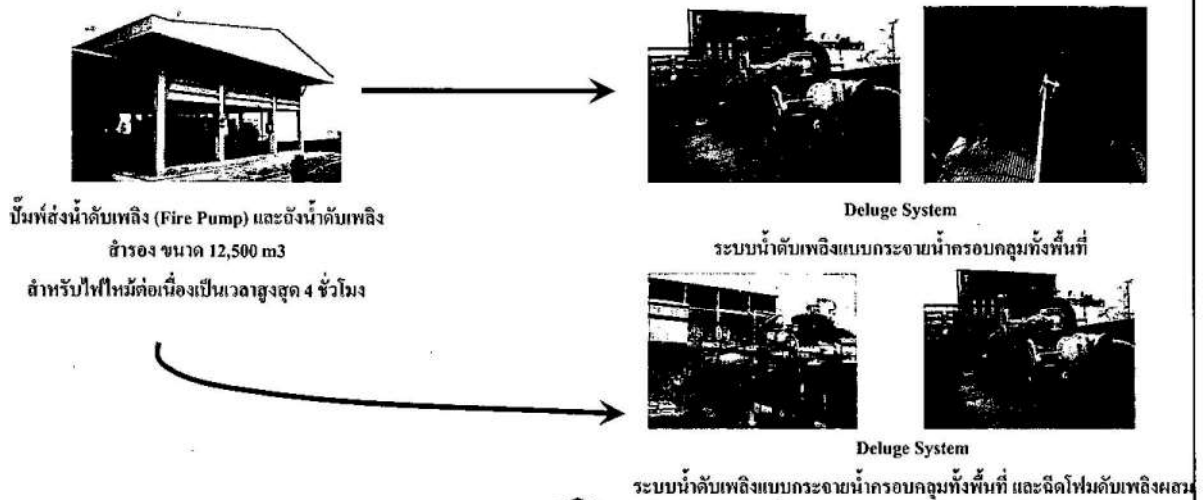 ปั๊มพ์ส่งน้ำดับเพลิง (Fire Pump) และถังน้ำดับเพลิง
สำรอง ขนาด 12,500 m3
สำหรับไฟไหม้ต่อเนื่องเป็นเวลาสูงสุด 4 ชั่วโมง
Deluge System
ระบบน้ำดับเพลิงแบบกระจายน้ำครอบคลุมทั้งพื้นที่
Deluge System
ระบบน้ำดับเพลิงแบบกระจายน้ำครอบคลุมทั้งพื้นที่ และฉีดโฟมดับเพลิงผสม